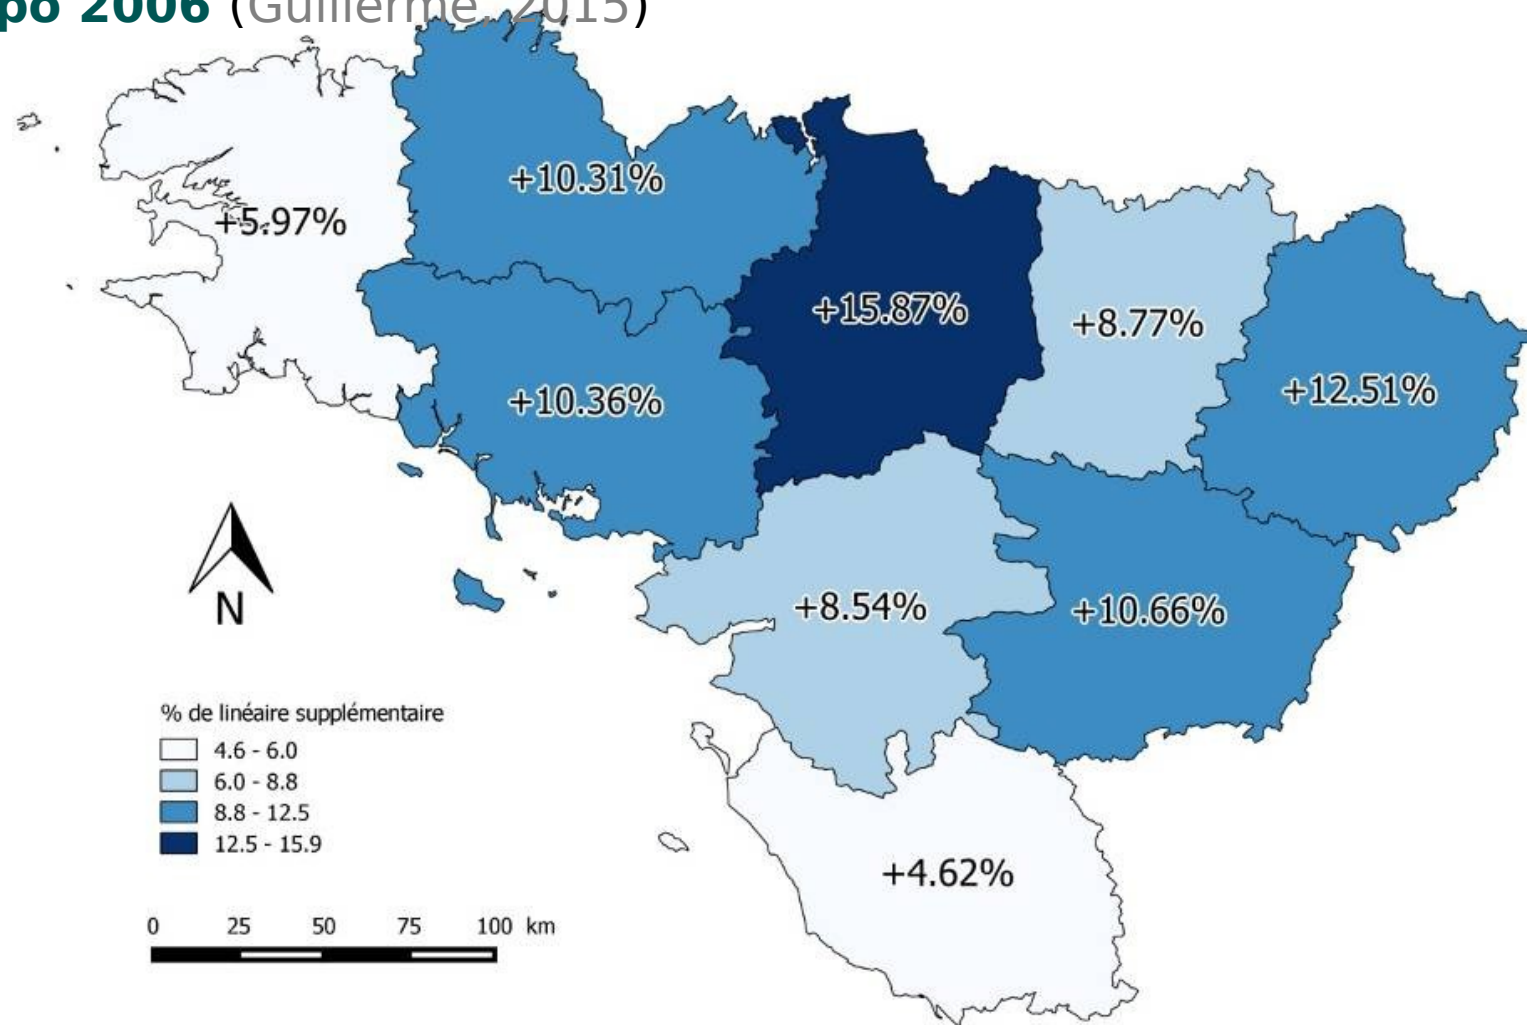 po 2006 (Guillerme, 2015)
+10.31%
+5.97%
+15.87%
+8.77%
+12.51%
+10.36%
+8.54%
+10.66%
N
% de linéaire supplémentaire
4.6 - 6.0
6.0 - 8.8
8.8 - 12.5
12.5 - 15.9
+4.62%
0 25 50 75 100 km